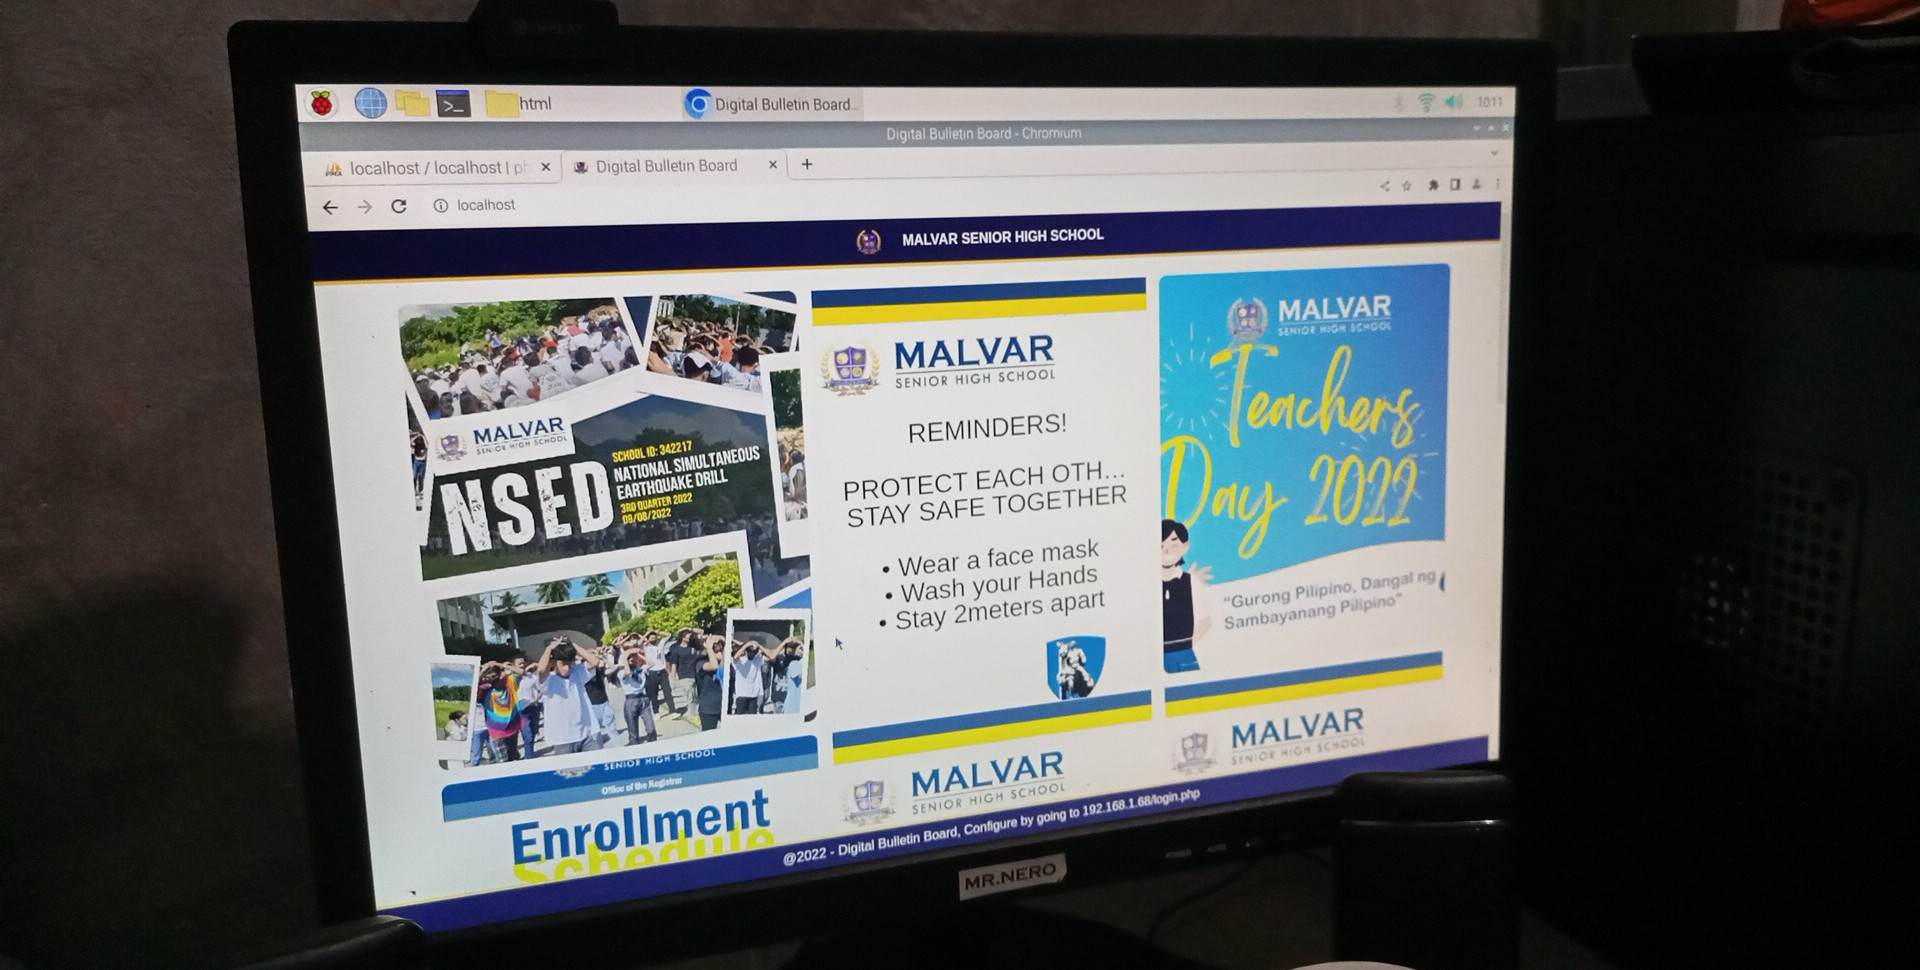 html
Digital Bulletin Board...
10:11
Digital Bulletin Board - Chromium
localhost / localhost | ph
Digital Bulletin Board
localhost
MALVAR SENIOR HIGH SCHOOL
MALVAR
SENIOR HIGH SCHOOL
NSED
SCHOOL ID: 342217
NATIONAL SIMULTANEOUS
EARTHQUAKE DRILL
3RD QUARTER 2022
09/08/2022
SENIOR HIGH SCHOOL
Office of the Registrar
Enrollment
Schedule
MALVAR
SENIOR HIGH SCHOOL
REMINDERS!
PROTECT EACH OTH...
STAY SAFE TOGETHER
• Wear a face mask
• Wash your Hands
• Stay 2meters apart
MALVAR
SENIOR HIGH SCHOOL
MALVAR
SENIOR HIGH SCHOOL
Teachers
Day 2022
“Gurong Pilipino, Dangal ng
Sambayanang Pilipino”
MALVAR
SENIOR HIGH SCHOOL
@2022 - Digital Bulletin Board, Configure by going to 192.168.1.68/login.php
MR.NERO